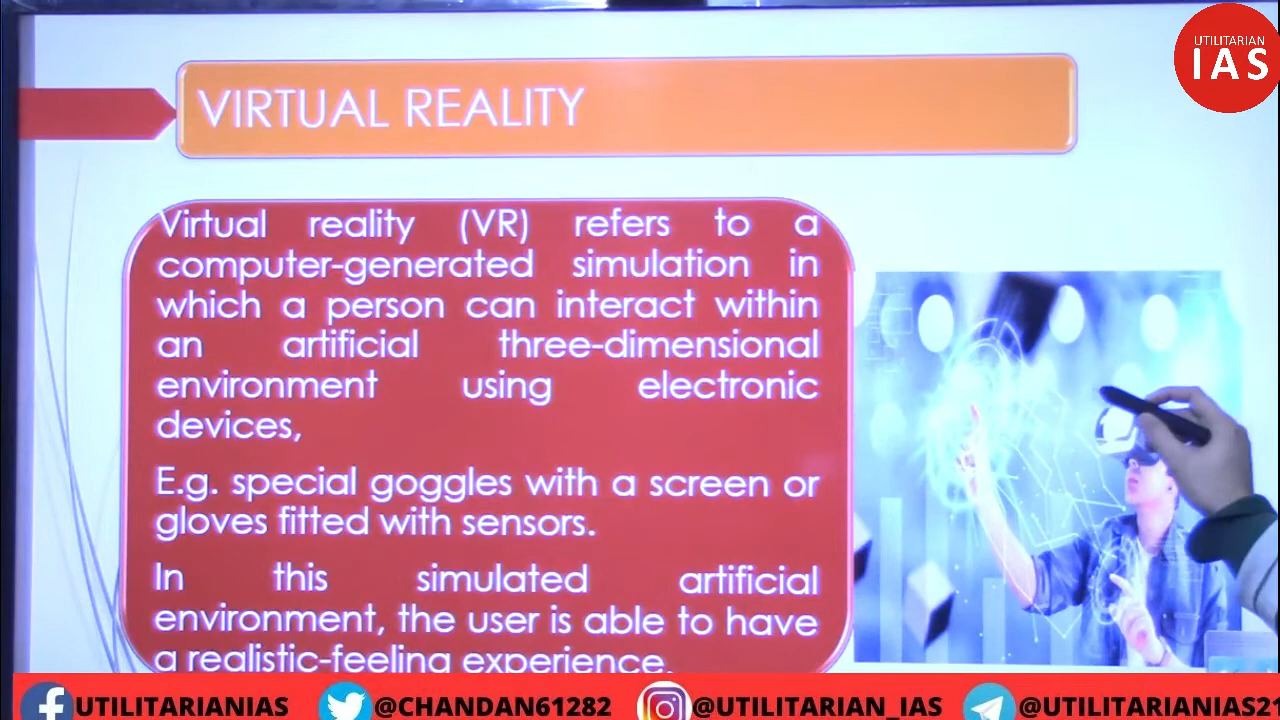 UTILITARIAN
IAS
VIRTUAL REALITY
Virtual reality (VR) refers to a
computer-generated simulation in
which a person can interact within
an artificial three-dimensional
environment using electronic
devices,
E.g. special goggles with a screen or
gloves fitted with sensors.
In this simulated artificial
environment, the user is able to have
a realistic-feeling experience.
UTILITARIANIAS
@CHANDAN61282
@UTILITARIAN_IAS
@UTILITARIANIAS21